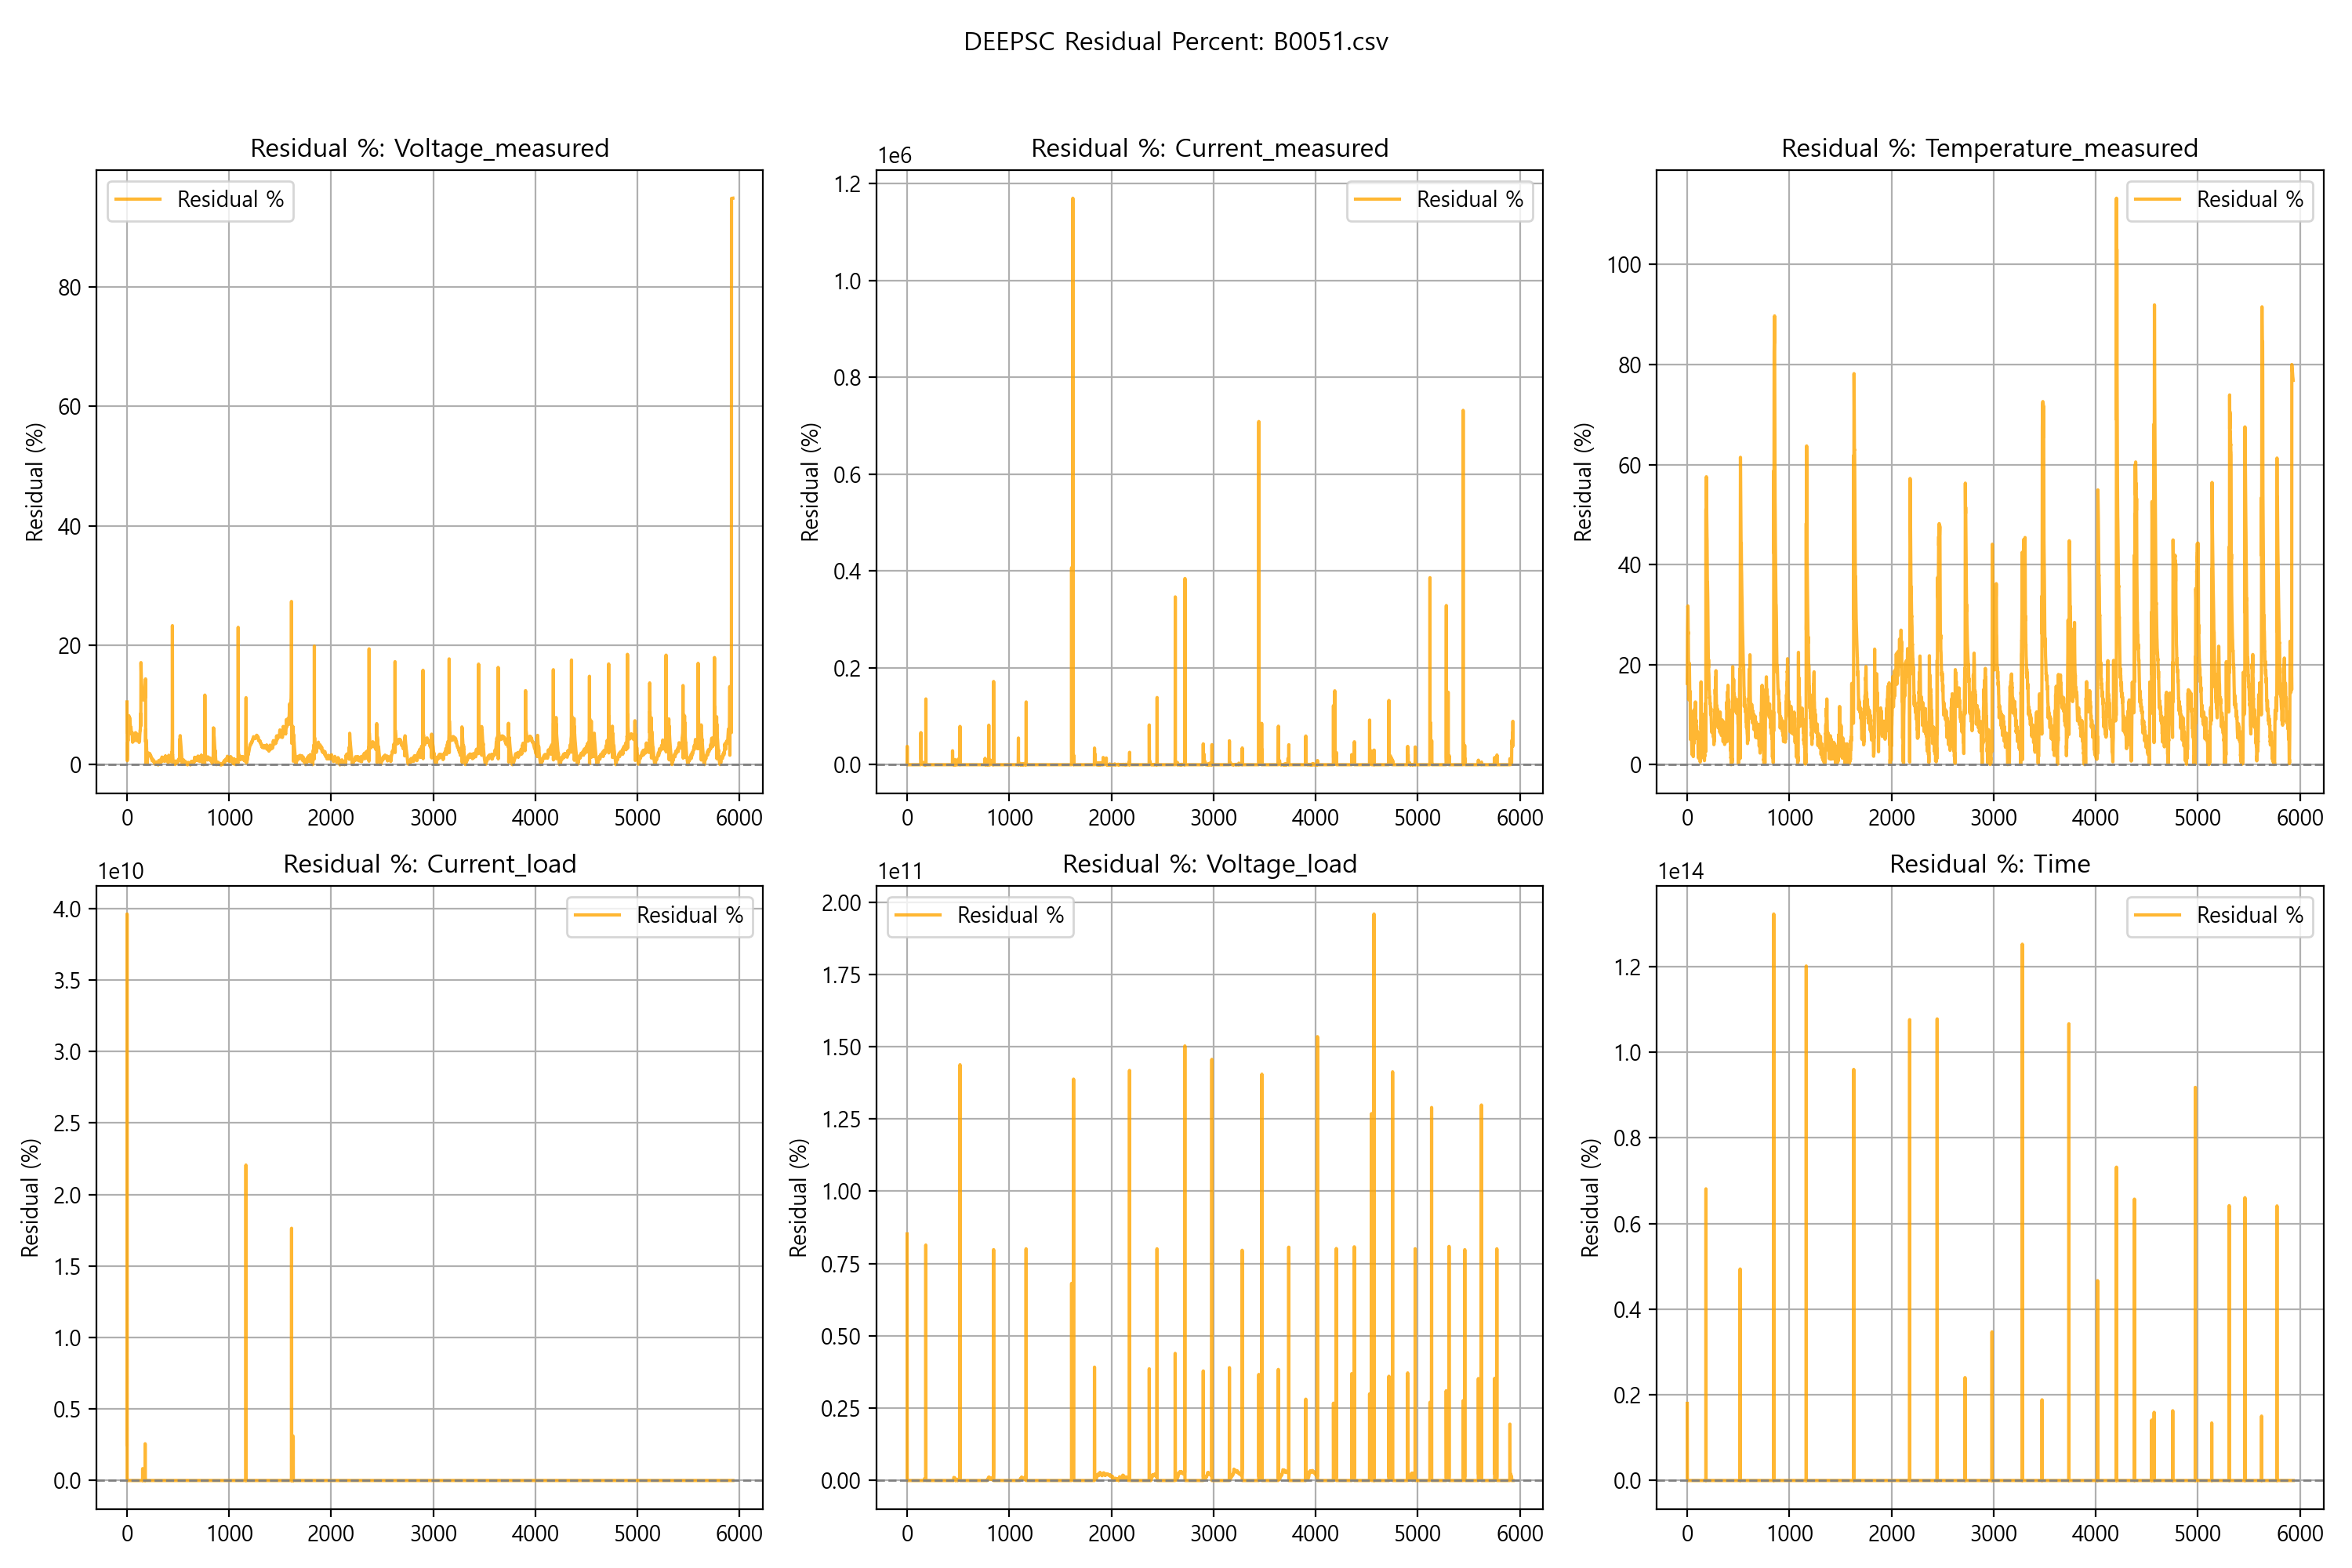 DEEPSC Residual Percent: B0051.csv
Residual %: Voltage_measured
Residual %
Residual (%)
80
60
40
20
0
0 1000 2000 3000 4000 5000 6000
Residual %: Current_measured
1e6
Residual %
Residual (%)
1.2
1.0
0.8
0.6
0.4
0.2
0.0
0 1000 2000 3000 4000 5000 6000
Residual %: Temperature_measured
Residual %
Residual (%)
100
80
60
40
20
0
0 1000 2000 3000 4000 5000 6000
Residual %: Current_load
1e10
Residual %
Residual (%)
4.0
3.5
3.0
2.5
2.0
1.5
1.0
0.5
0.0
0 1000 2000 3000 4000 5000 6000
Residual %: Voltage_load
1e11
Residual %
Residual (%)
2.00
1.75
1.50
1.25
1.00
0.75
0.50
0.25
0.00
0 1000 2000 3000 4000 5000 6000
Residual %: Time
1e14
Residual %
Residual (%)
1.2
1.0
0.8
0.6
0.4
0.2
0.0
0 1000 2000 3000 4000 5000 6000